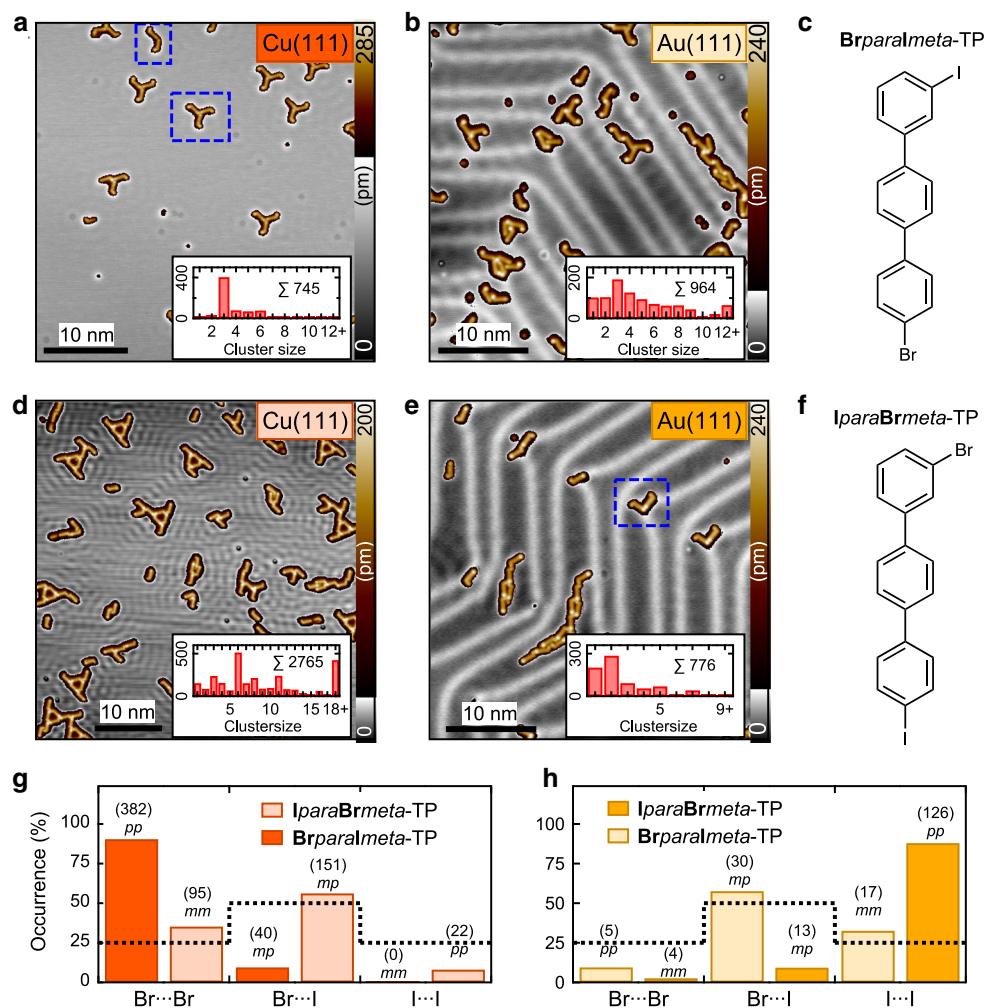 a
Cu(111)
285
(pm)
0
400
0
Σ 745
2 4 6 8 10 12+
Cluster size
10 nm
b
Au(111)
240
(pm)
0
200
0
Σ 964
2 4 6 8 10 12+
Cluster size
10 nm
c
BrparaImeta-TP
I
Br
d
Cu(111)
200
(pm)
0
500
0
Σ 2765
5 10 15 18+
Clustersize
10 nm
e
Au(111)
240
(pm)
0
300
0
Σ 776
5 9+
Clustersize
10 nm
f
IparaBrmeta-TP
Br
I
g
Occurrence (%)
100
75
50
25
0
IparaBrmeta-TP
BrparaImeta-TP
(382)
pp
(95)
mm
(40)
mp
(151)
mp
(0)
mm
(22)
pp
Br···Br Br···I I···I
h
100
75
50
25
0
IparaBrmeta-TP
BrparaImeta-TP
(5)
pp
(4)
mm
(30)
mp
(13)
mp
(17)
mm
(126)
pp
Br···Br Br···I I···I